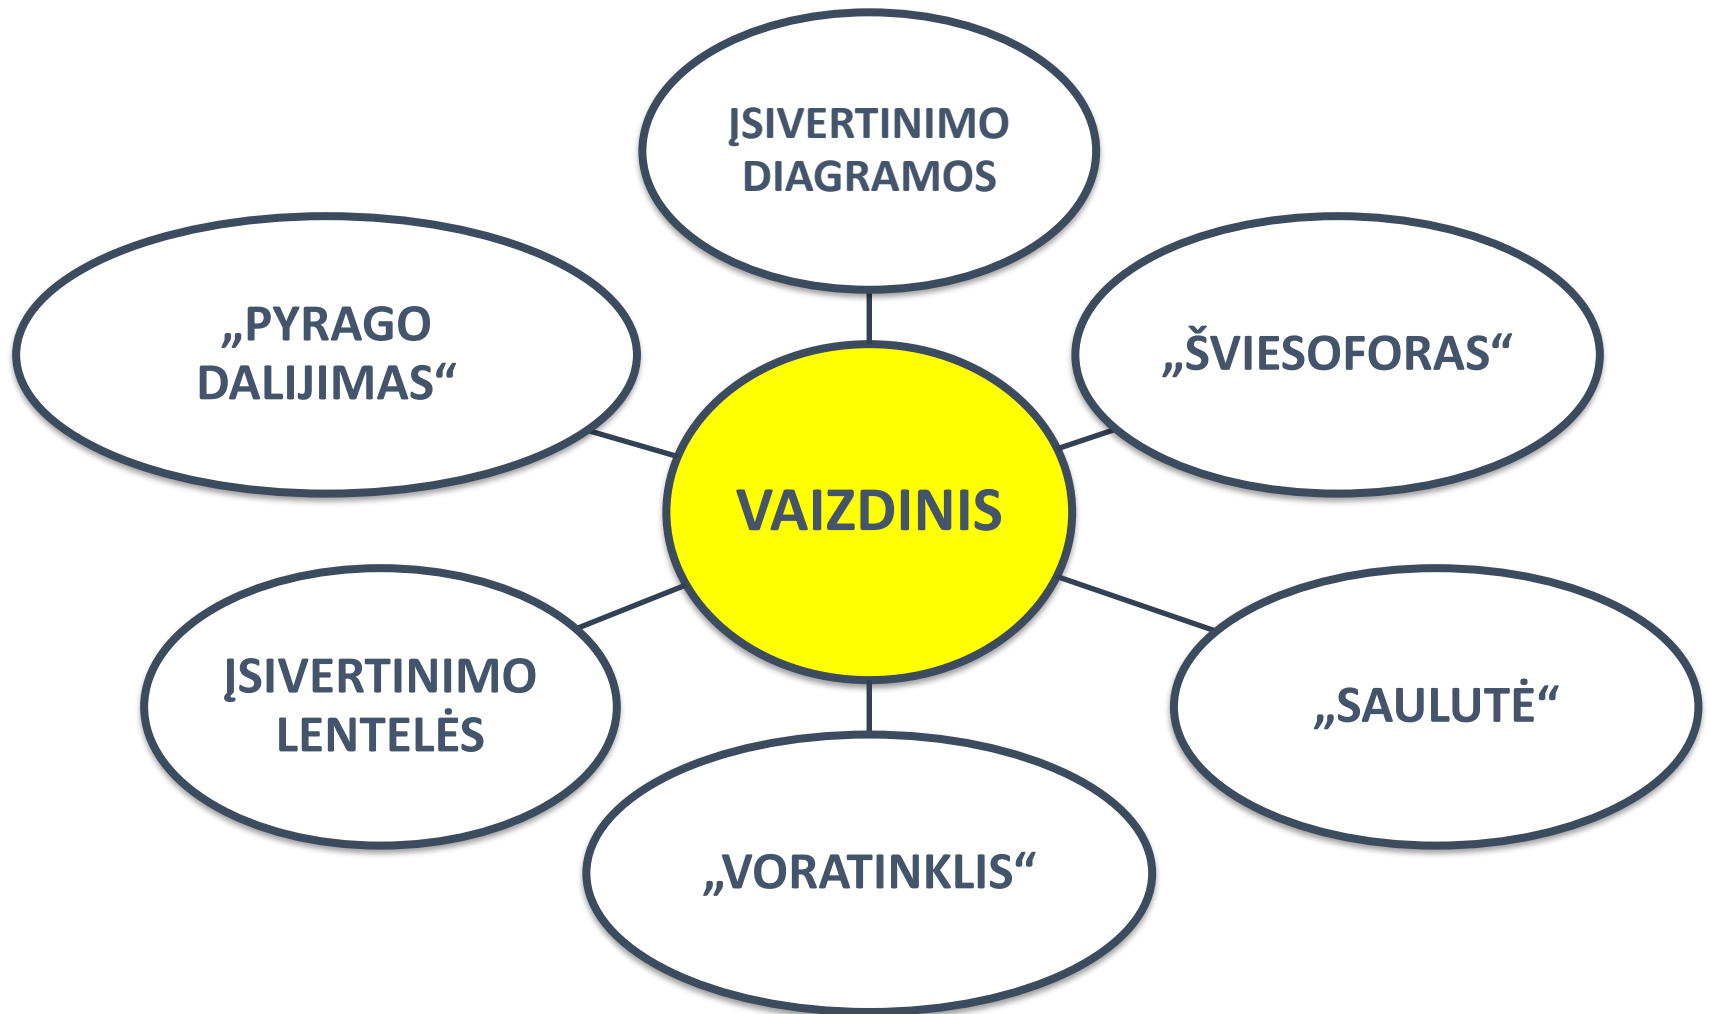 ĮSIVERTINIMO
DIAGRAMOS
„PYRAGO
DALIJIMAS“
„ŠVIESOFORAS“
VAIZDINIS
ĮSIVERTINIMO
LENTELĖS
„SAULUTĖ“
„VORATINKLIS“